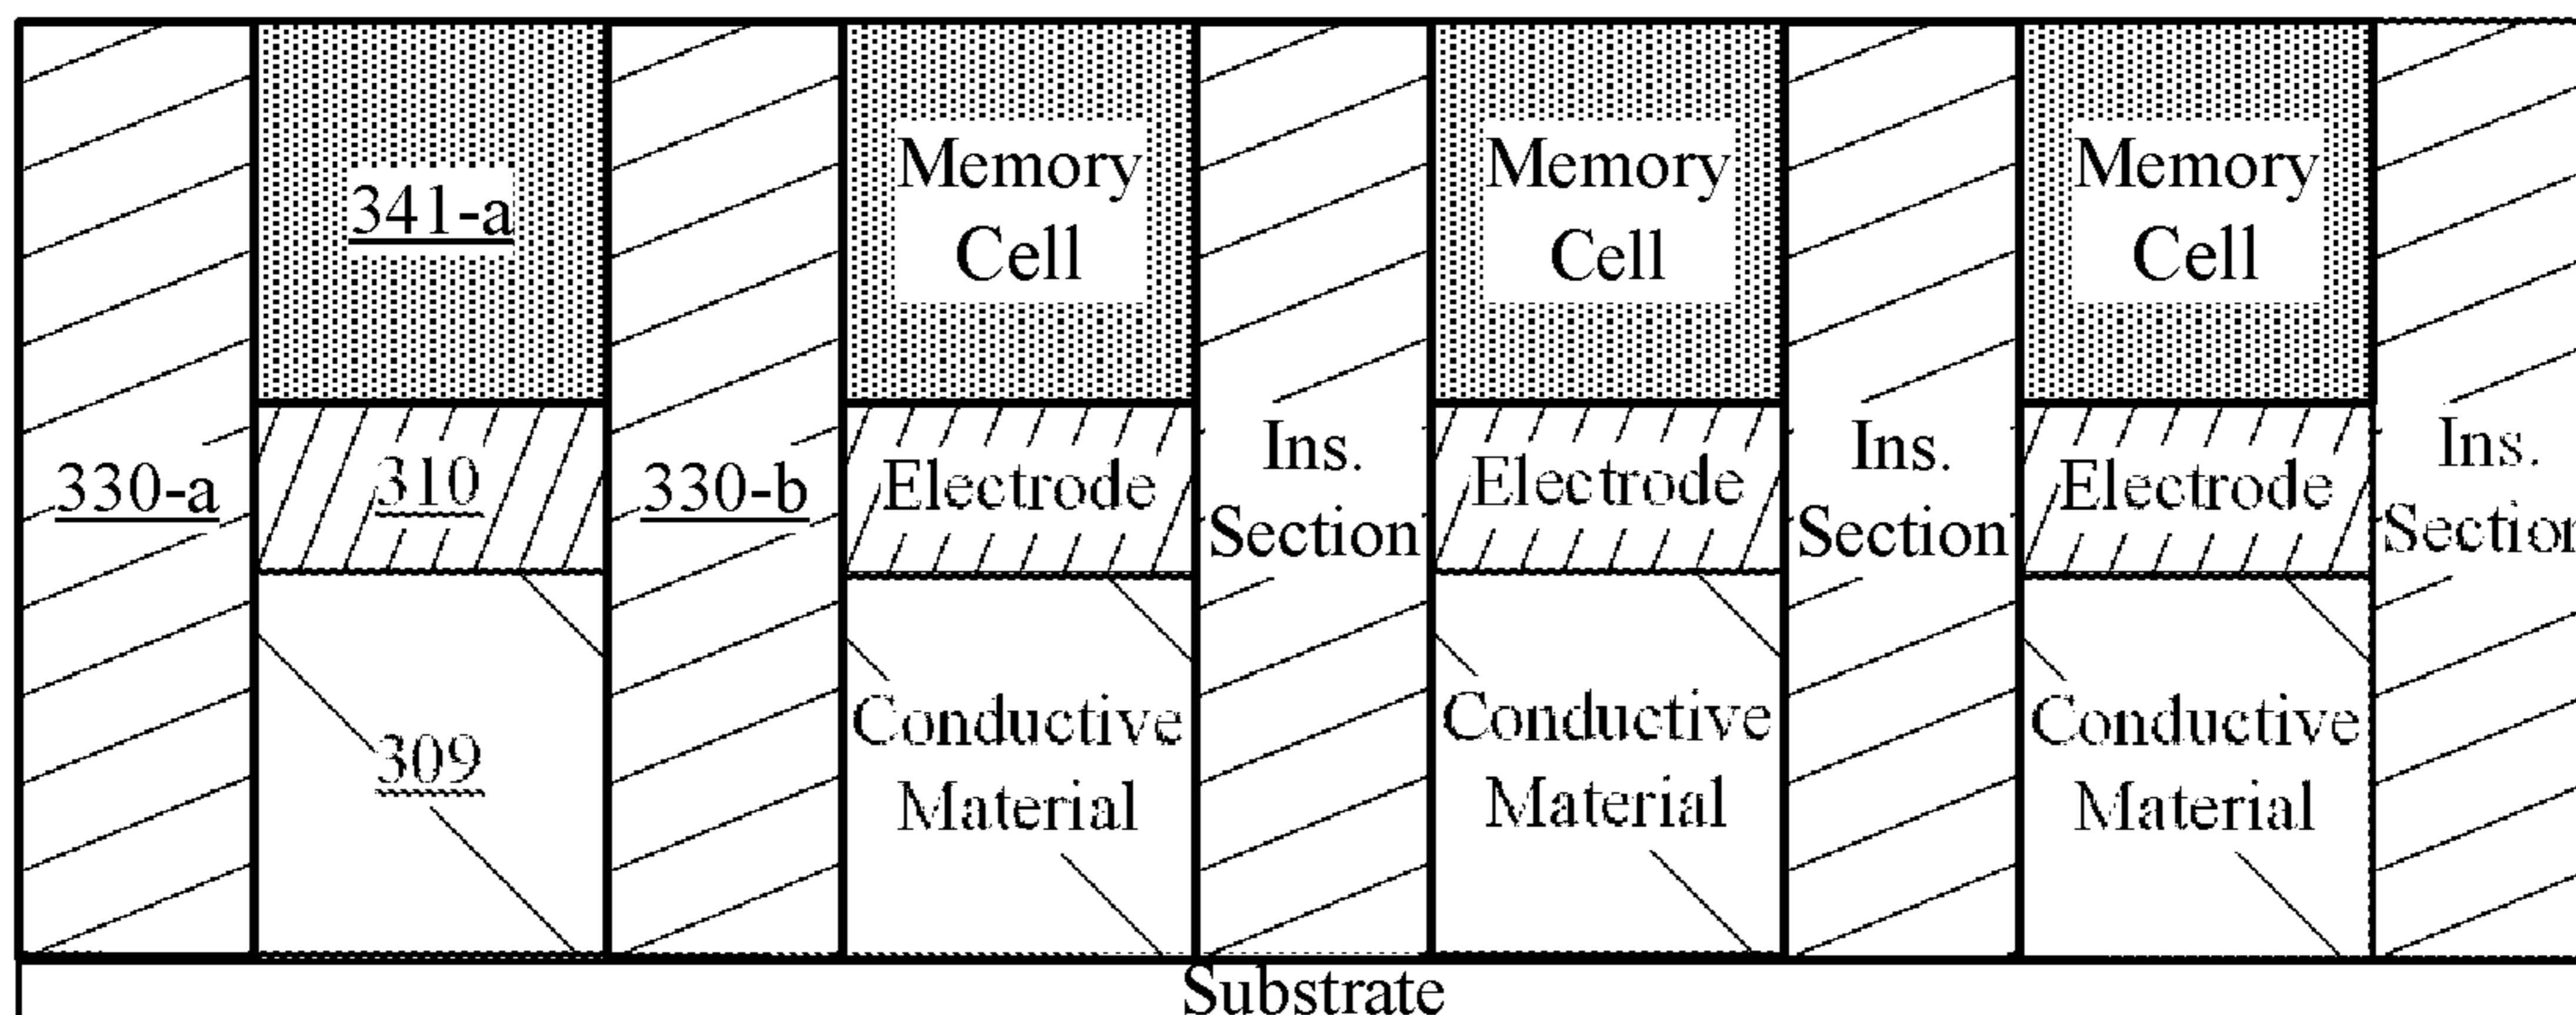 341-a
Memory
Cell
Memory
Cell
Memory
Cell
330-a
310
330-b
Electrode
Ins.
Section
Electrode
Ins.
Section
Electrode
Ins.
Section
309
Conductive
Material
Conductive
Material
Conductive
Material
Substrate